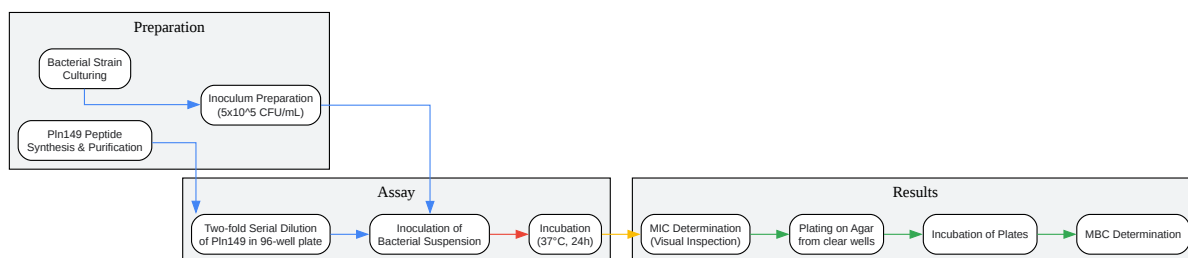 Preparation
Bacterial Strain
Culturing
Inoculum Preparation
(5x10^5 CFU/mL)
Pln149 Peptide
Synthesis & Purification
Assay
Two-fold Serial Dilution
of Pln149 in 96-well plate
Inoculation of
Bacterial Suspension
Incubation
(37°C, 24h)
Results
MIC Determination
(Visual Inspection)
Plating on Agar
from clear wells
Incubation of Plates
MBC Determination